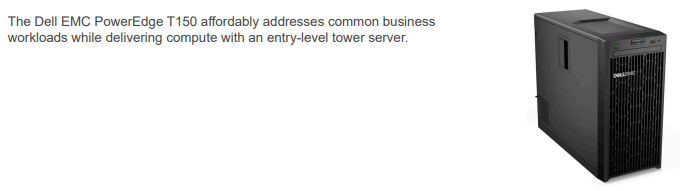 The Dell EMC PowerEdge T150 affordably addresses common business
workloads while delivering compute with an entry-level tower server.
DELLEMC